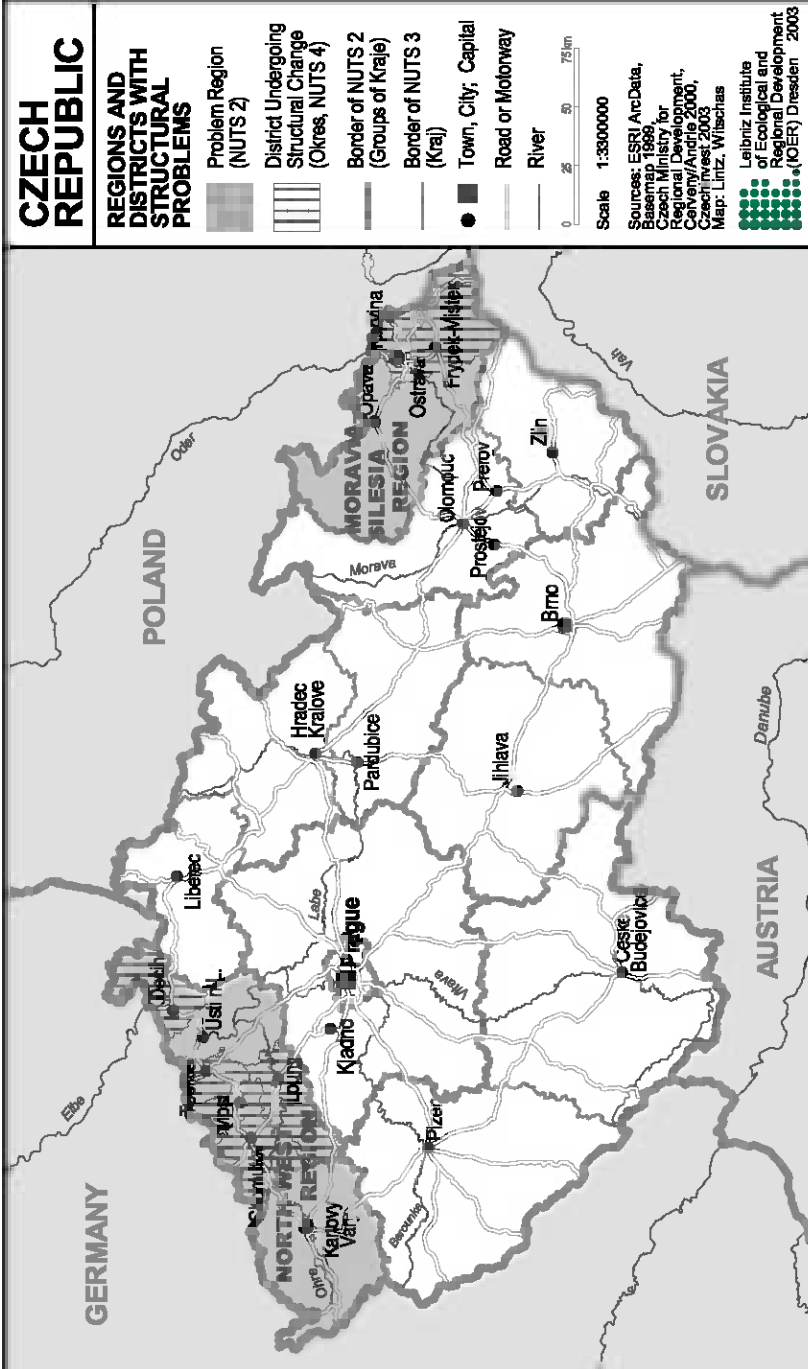 CZECH
REPUBLIC
REGIONS AND
DISTRICTS WITH
STRUCTURAL
PROBLEMS
Problem Region
(NUTS 2)
District Undergoing
Structural Change
(Okres, NUTS 4)
Border of NUTS 2
(Groups of Kraje)
Border of NUTS 3
(Kraj)
Town, City; Capital
Road or Motorway
River
0 25 50 75 km
Scale 1:3300000
Sources: ESRI ArcData,
Basemap 1999,
Czech Ministry for
Regional Development,
Cerveny/Andrle 2000,
CzechInvest 2003
Map: Lintz, Witschas
Leibniz Institute
of Ecological and
Regional Development
(IOER) Dresden 2003
GERMANY
POLAND
SLOVAKIA
AUSTRIA
Elbe
Oder
Vah
Danube
Morava
Labe
Vltava
Berounka
Ohre
NORTH-WEST
REGION
MORAVIA
SILESIA
REGION
Decin
Usti n.L.
Most
Louny
Karlovy
Vary
Liberec
Kladno
Prague
Plzen
Ceske
Budejovice
Hradec
Kralove
Pardubice
Jihlava
Brno
Olomouc
Prostejov
Prerov
Zlin
Opava
Ostrava
Frydek-Mistek